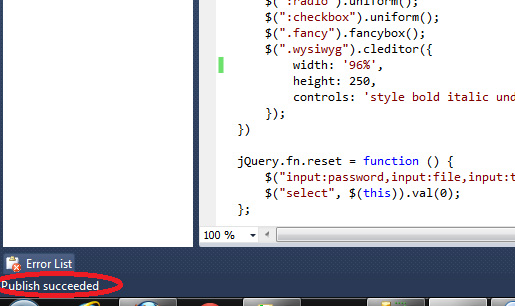 $(":radio").uniform();
$(":checkbox").uniform();
$(".fancy").fancybox();
$(".wysiwyg").cleditor({
width: '96%',
height: 250,
controls: 'style bold italic und
});
})
jQuery.fn.reset = function () {
$("input:password,input:file,input:t
$("select", $(this)).val(0);
};
100 %
Error List
Publish succeeded